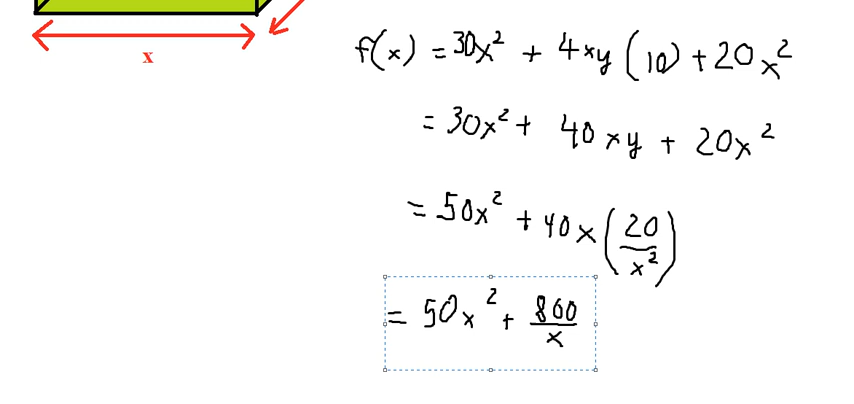 x
f(x) = 30x² + 4xy (10) + 20x²
= 30x² + 40xy + 20x²
= 50x² + 40x (20/x²)
= 50x² + 800/x